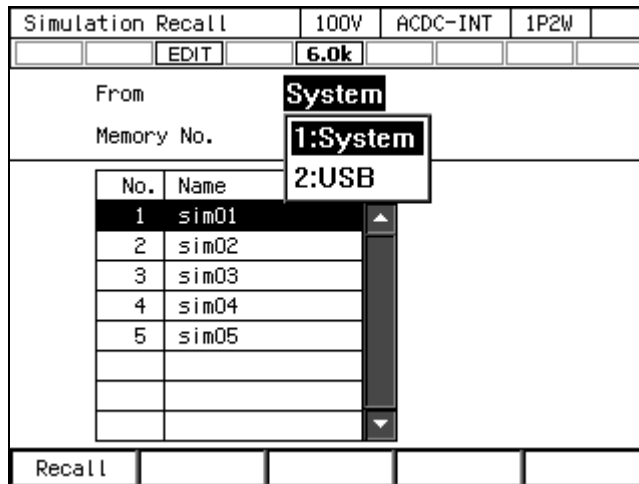 Simulation Recall 100V ACDC-INT 1P2W
EDIT 6.0k
From System
Memory No. 1:System
2:USB
No. Name
1 sim01
2 sim02
3 sim03
4 sim04
5 sim05
Recall